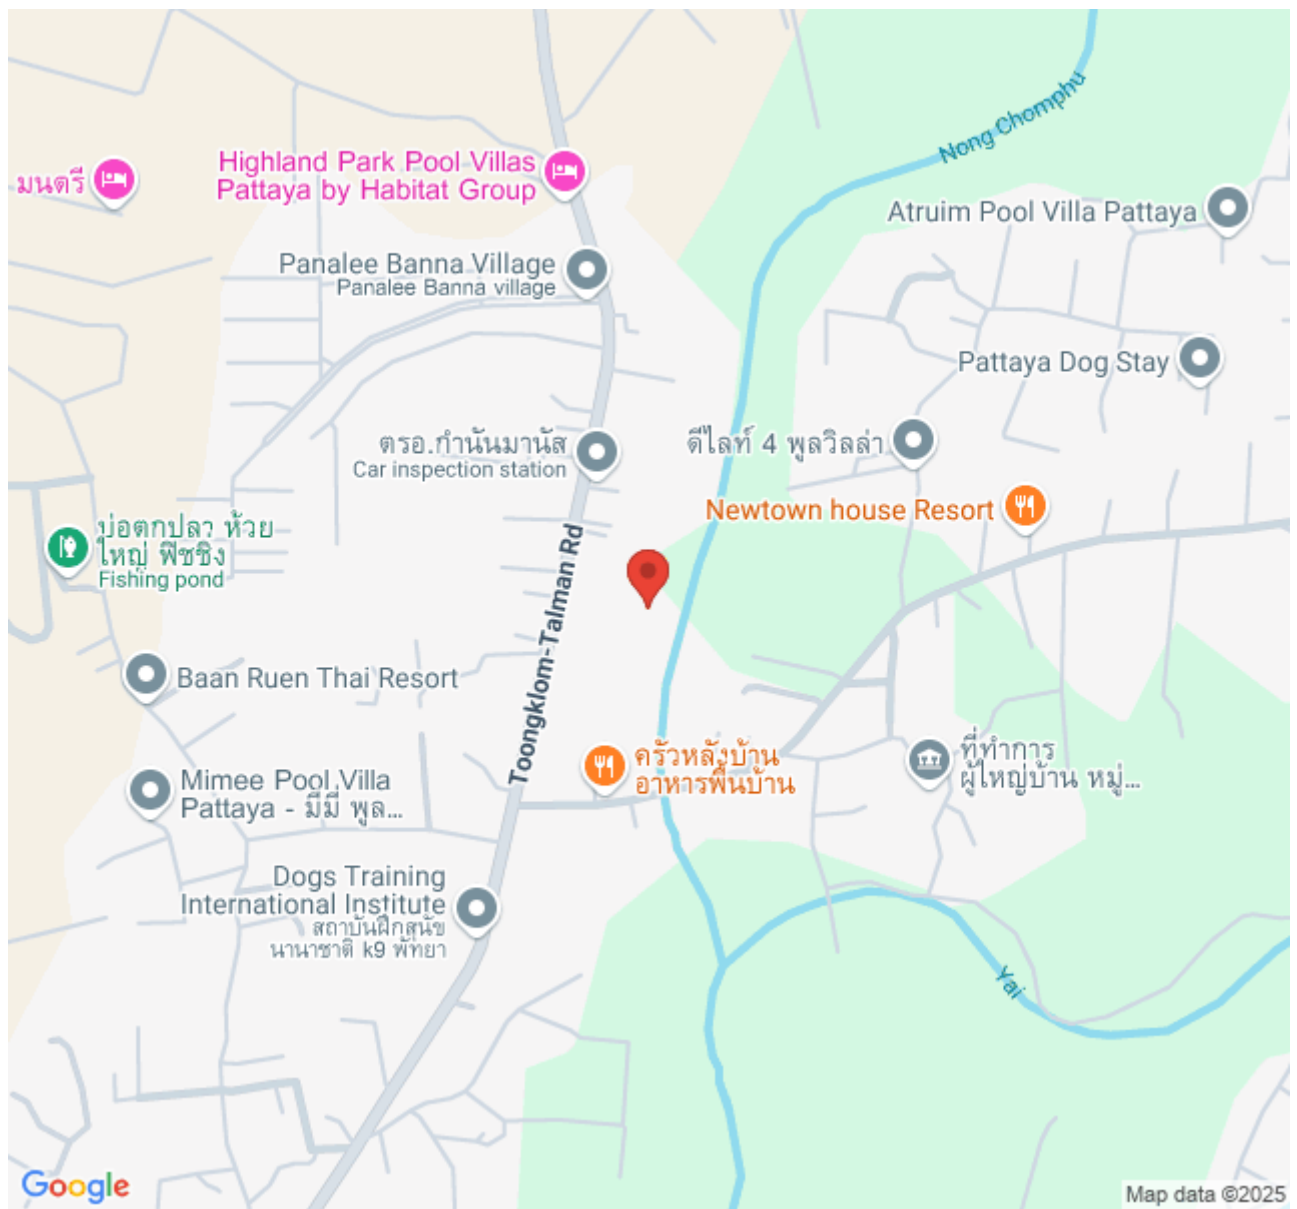 Nong Chomphu
Highland Park Pool Villas
Pattaya by Habitat Group
มนตรี
Atruim Pool Villa Pattaya
Panalee Banna Village
Panalee Banna village
Pattaya Dog Stay
ตรอ.กำนันมานัส
Car inspection station
ดีไลท์ 4 พูลวิลล่า
Newtown house Resort
บ่อตกปลา ห้วย
ใหญ่ ฟิชชิง
Fishing pond
Toongklom-Talman Rd
Baan Ruen Thai Resort
ครัวหลังบ้าน
อาหารพื้นบ้าน
ที่ทำการ
ผู้ใหญ่บ้าน หมู่...
Mimee Pool Villa
Pattaya - มีมี่ พูล...
Dogs Training
International Institute
สถาบันฝึกสุนัข
นานาชาติ k9 พัทยา
Yai
Google
Map data ©2025